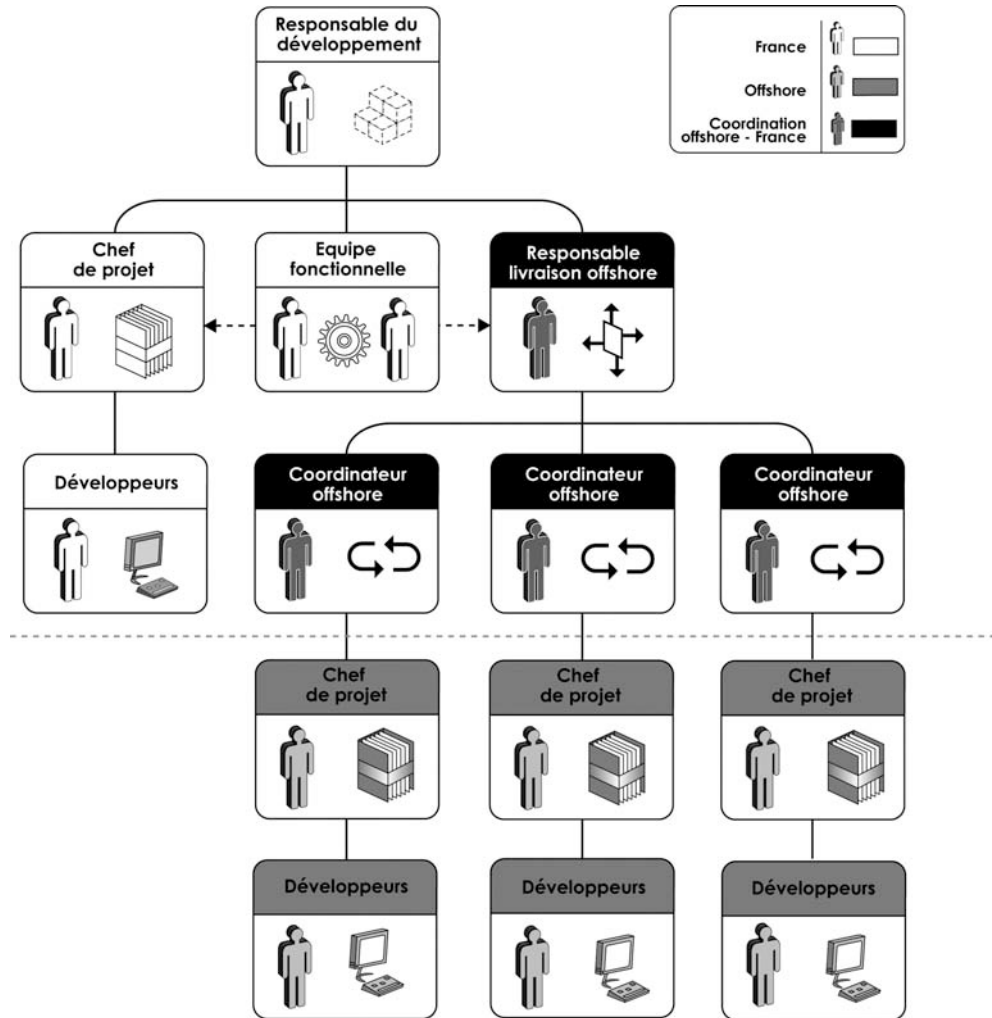 Responsable du
développement
France
Offshore
Coordination
offshore - France
Chef
de projet
Equipe
fonctionnelle
Responsable
livraison offshore
Développeurs
Coordinateur
offshore
Coordinateur
offshore
Coordinateur
offshore
Chef
de projet
Chef
de projet
Chef
de projet
Développeurs
Développeurs
Développeurs